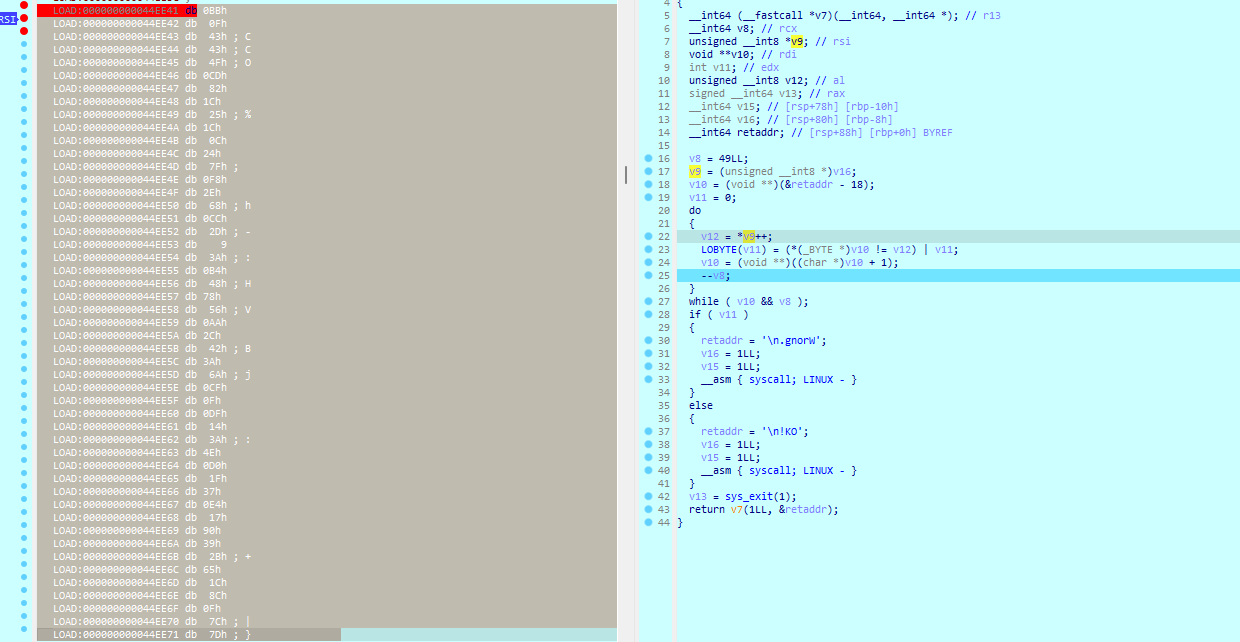 RSI
LOAD:000000000044EE41 db 0BBh
LOAD:000000000044EE42 db 0Fh
LOAD:000000000044EE43 db 43h ; C
LOAD:000000000044EE44 db 43h ; C
LOAD:000000000044EE45 db 4Fh ; O
LOAD:000000000044EE46 db 0CDh
LOAD:000000000044EE47 db 82h
LOAD:000000000044EE48 db 1Ch
LOAD:000000000044EE49 db 25h ; %
LOAD:000000000044EE4A db 1Ch
LOAD:000000000044EE4B db 0Ch
LOAD:000000000044EE4C db 24h
LOAD:000000000044EE4D db 7Fh ;
LOAD:000000000044EE4E db 0F8h
LOAD:000000000044EE4F db 2Eh
LOAD:000000000044EE50 db 68h ; h
LOAD:000000000044EE51 db 0CCh
LOAD:000000000044EE52 db 2Dh ; -
LOAD:000000000044EE53 db 9
LOAD:000000000044EE54 db 3Ah ; :
LOAD:000000000044EE55 db 0B4h
LOAD:000000000044EE56 db 48h ; H
LOAD:000000000044EE57 db 78h
LOAD:000000000044EE58 db 56h ; V
LOAD:000000000044EE59 db 0AAh
LOAD:000000000044EE5A db 2Ch
LOAD:000000000044EE5B db 42h ; B
LOAD:000000000044EE5C db 3Ah
LOAD:000000000044EE5D db 6Ah ; j
LOAD:000000000044EE5E db 0CFh
LOAD:000000000044EE5F db 0Fh
LOAD:000000000044EE60 db 0DFh
LOAD:000000000044EE61 db 14h
LOAD:000000000044EE62 db 3Ah ; :
LOAD:000000000044EE63 db 4Eh
LOAD:000000000044EE64 db 0D0h
LOAD:000000000044EE65 db 1Fh
LOAD:000000000044EE66 db 37h
LOAD:000000000044EE67 db 0E4h
LOAD:000000000044EE68 db 17h
LOAD:000000000044EE69 db 90h
LOAD:000000000044EE6A db 39h
LOAD:000000000044EE6B db 2Bh ; +
LOAD:000000000044EE6C db 65h
LOAD:000000000044EE6D db 1Ch
LOAD:000000000044EE6E db 8Ch
LOAD:000000000044EE6F db 0Fh
LOAD:000000000044EE70 db 7Ch ; |
LOAD:000000000044EE71 db 7Dh ; }
4 {
5 __int64 (__fastcall *v7)(__int64, __int64 *); // r13
6 __int64 v8; // rcx
7 unsigned __int8 *v9; // rsi
8 void **v10; // rdi
9 int v11; // edx
10 unsigned __int8 v12; // al
11 signed __int64 v13; // rax
12 __int64 v15; // [rsp+78h] [rbp-10h]
13 __int64 v16; // [rsp+80h] [rbp-8h]
14 __int64 retaddr; // [rsp+88h] [rbp+0h] BYREF
15
16 v8 = 49LL;
17 v9 = (unsigned __int8 *)v16;
18 v10 = (void **)(&retaddr - 18);
19 v11 = 0;
20 do
21 {
22 v12 = *v9++;
23 LOBYTE(v11) = (*(_BYTE *)v10 != v12) | v11;
24 v10 = (void **)((char *)v10 + 1);
25 --v8;
26 }
27 while ( v10 && v8 );
28 if ( v11 )
29 {
30 retaddr = '\n.gnorW';
31 v16 = 1LL;
32 v15 = 1LL;
33 __asm { syscall; LINUX - }
34 }
35 else
36 {
37 retaddr = '\n!KO';
38 v16 = 1LL;
39 v15 = 1LL;
40 __asm { syscall; LINUX - }
41 }
42 v13 = sys_exit(1);
43 return v7(1LL, &retaddr);
44 }